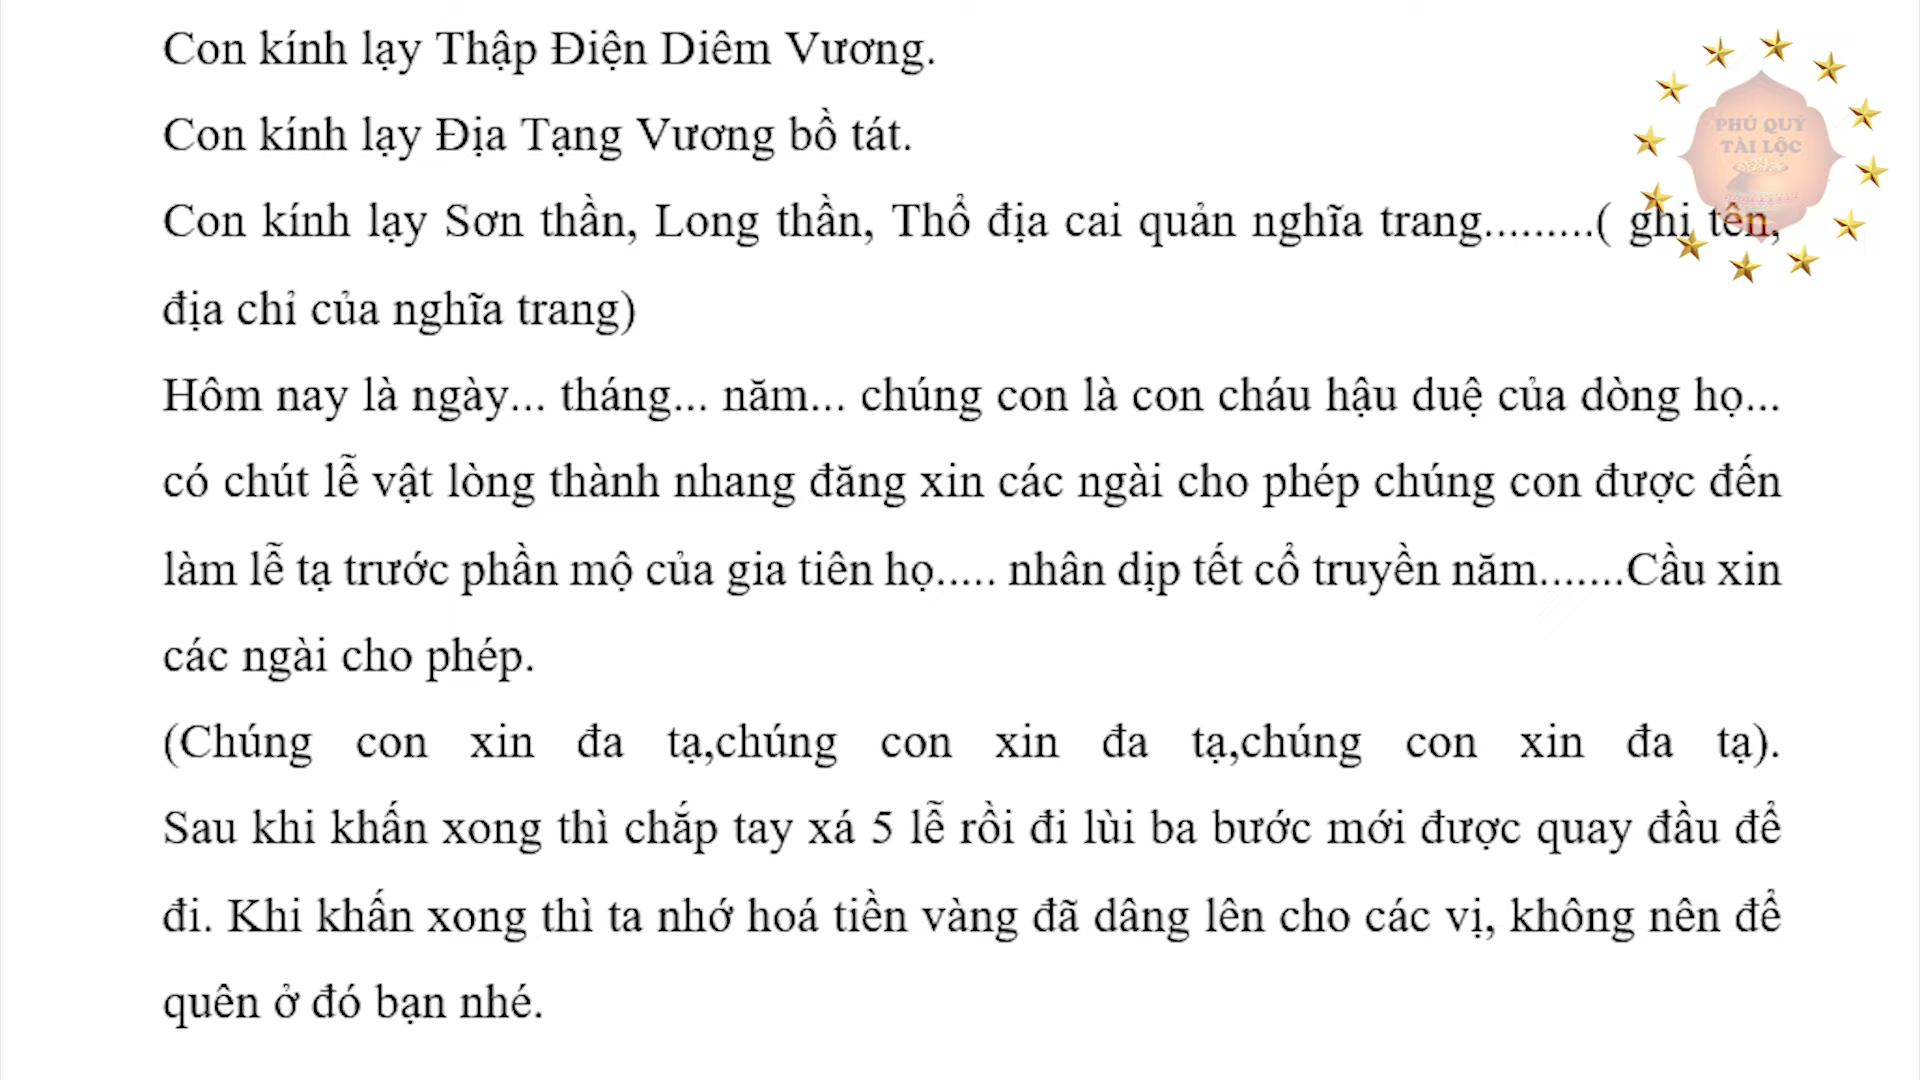 Con kính lạy Thập Điện Diêm Vương.
Con kính lạy Địa Tạng Vương bồ tát.
Con kính lạy Sơn thần, Long thần, Thổ địa cai quản nghĩa trang.........( ghi tên,
địa chỉ của nghĩa trang)
Hôm nay là ngày... tháng... năm... chúng con là con cháu hậu duệ của dòng họ...
có chút lễ vật lòng thành nhang đăng xin các ngài cho phép chúng con được đến
làm lễ tạ trước phần mộ của gia tiên họ..... nhân dịp tết cổ truyền năm.......Cầu xin
các ngài cho phép.
(Chúng con xin đa tạ,chúng con xin đa tạ,chúng con xin đa tạ).
Sau khi khấn xong thì chắp tay xá 5 lễ rồi đi lùi ba bước mới được quay đầu để
đi. Khi khấn xong thì ta nhớ hoá tiền vàng đã dâng lên cho các vị, không nên để
quên ở đó bạn nhé.
PHÚ QUÝ
TÀI LỘC